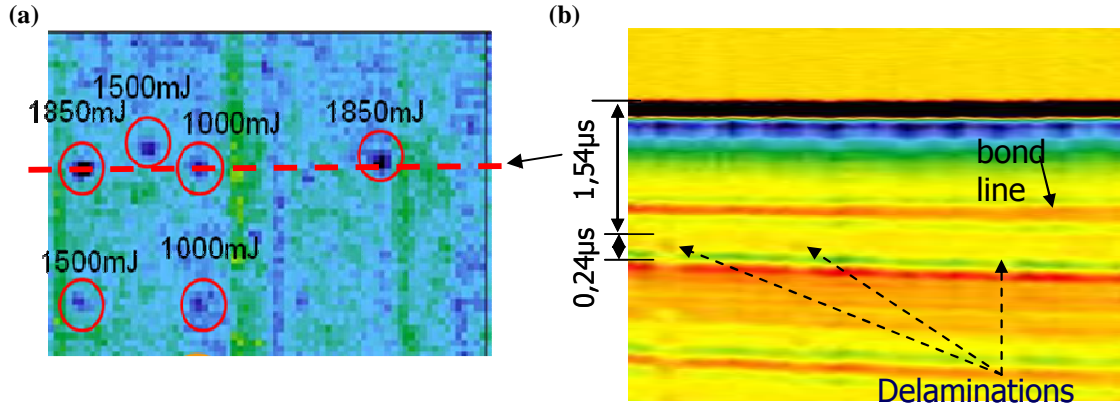 (a)
(b)
1500mJ
1850mJ
1000mJ
1850mJ
1500mJ
1000mJ
1,54µs
0,24µs
bond
line
Delaminations